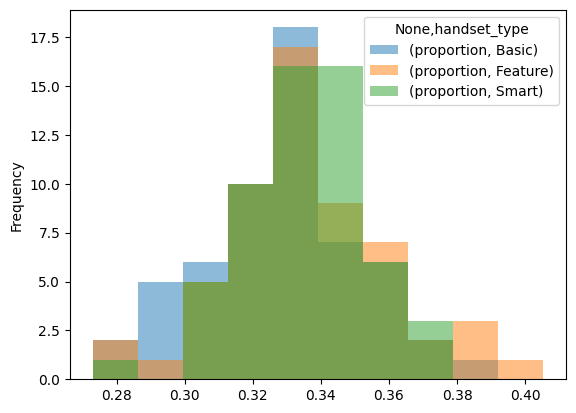 None,handset_type
(proportion, Basic)
(proportion, Feature)
(proportion, Smart)
Frequency
17.5
15.0
12.5
10.0
7.5
5.0
2.5
0.0
0.28 0.30 0.32 0.34 0.36 0.38 0.40